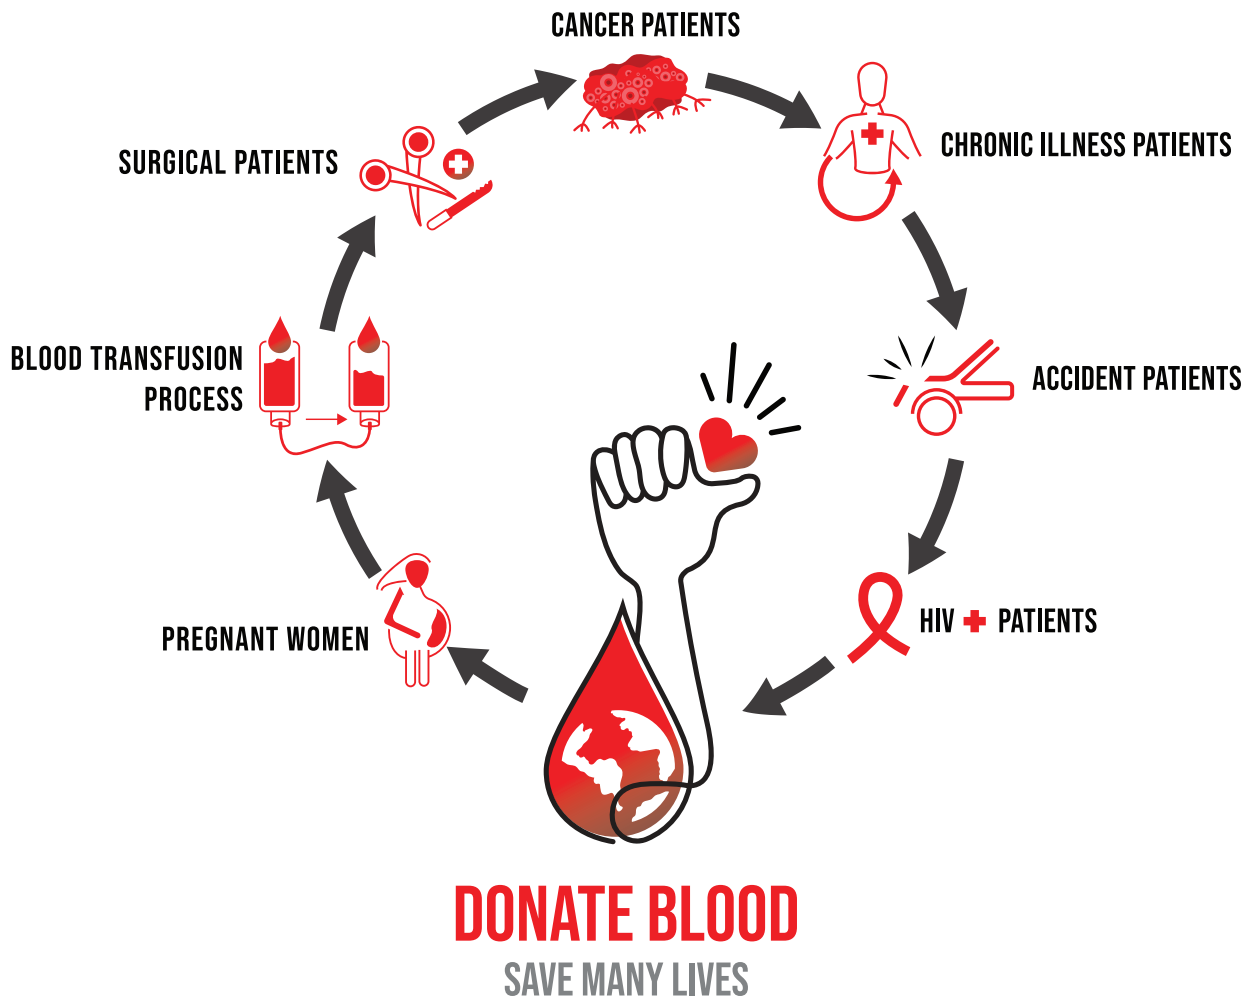 CANCER PATIENTS
CHRONIC ILLNESS PATIENTS
SURGICAL PATIENTS
BLOOD TRANSFUSION
PROCESS
ACCIDENT PATIENTS
HIV + PATIENTS
PREGNANT WOMEN
DONATE BLOOD
SAVE MANY LIVES